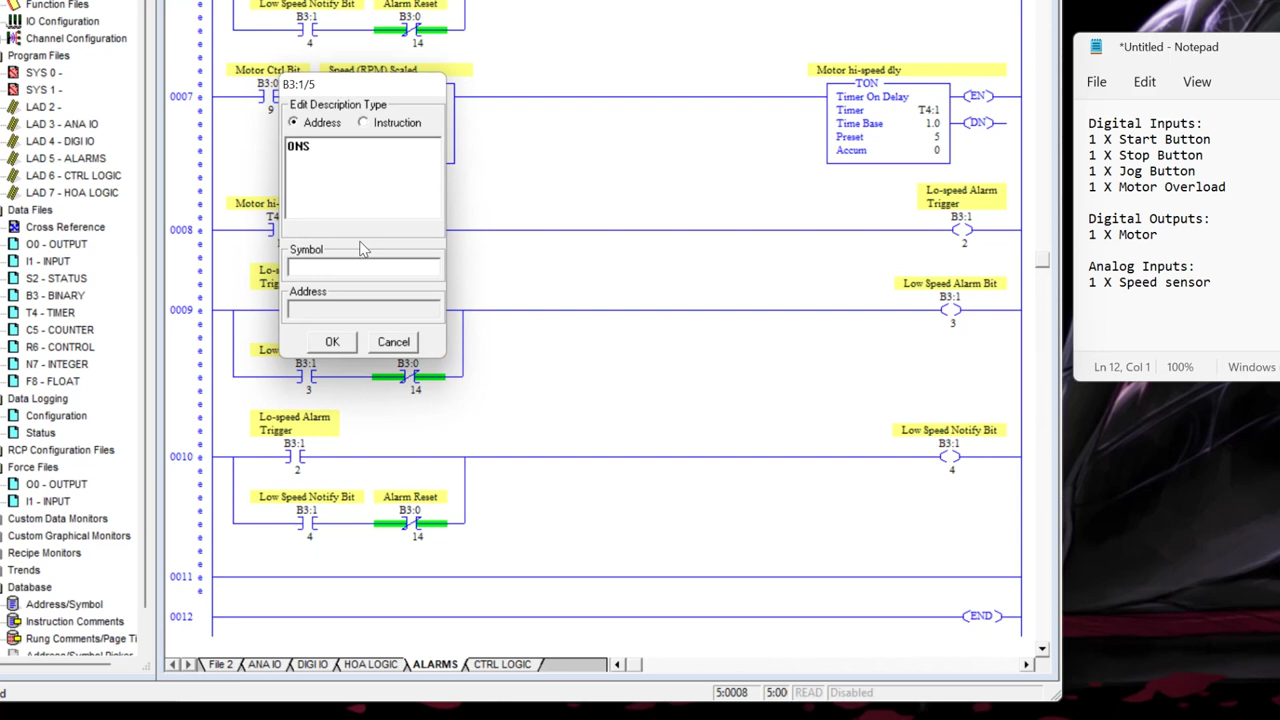 Function Files
IO Configuration
Channel Configuration
Program Files
SYS 0 -
SYS 1 -
LAD 2 -
LAD 3 - ANA IO
LAD 4 - DIGI IO
LAD 5 - ALARMS
LAD 6 - CTRL LOGIC
LAD 7 - HOA LOGIC
Data Files
Cross Reference
O0 - OUTPUT
I1 - INPUT
S2 - STATUS
B3 - BINARY
T4 - TIMER
C5 - COUNTER
R6 - CONTROL
N7 - INTEGER
F8 - FLOAT
Data Logging
Configuration
Status
RCP Configuration Files
Force Files
O0 - OUTPUT
I1 - INPUT
Custom Data Monitors
Custom Graphical Monitors
Recipe Monitors
Trends
Database
Address/Symbol
Instruction Comments
Rung Comments/Page Ti
Address/Symbol Picker
Low Speed Notify Bit Alarm Reset
B3:1 B3:0
4 14
Motor Ctrl Bit Speed (RPM) Scaled Motor hi-speed dly
B3:0
0007
9
TON
Timer On Delay
Timer T4:1
Time Base 1.0
Preset 5
Accum 0
EN
DN
B3:1/5
Edit Description Type
Address Instruction
ONS
Symbol
Address
OK Cancel
Motor hi- Lo-speed Alarm
Trigger
T4 B3:1
0008
2
Lo-s Low Speed Alarm Bit
Trig B3:1
0009
3
Low
B3:1 B3:0
3 14
Lo-speed Alarm
Trigger Low Speed Notify Bit
B3:1 B3:1
0010
2 4
Low Speed Notify Bit Alarm Reset
B3:1 B3:0
4 14
0011
0012 END
e e e e e e e e e e e e e e e e e e e e e e e e
File 2 ANA IO DIGI IO HOA LOGIC ALARMS CTRL LOGIC
5:0008 5:00 READ Disabled
*Untitled - Notepad
File Edit View
Digital Inputs:
1 X Start Button
1 X Stop Button
1 X Jog Button
1 X Motor Overload
Digital Outputs:
1 X Motor
Analog Inputs:
1 X Speed sensor
Ln 12, Col 1 100% Windows